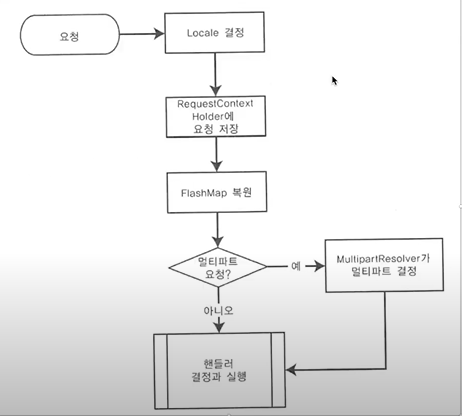 요청
Locale 결정
RequestContext
Holder에
요청 저장
FlashMap 복원
멀티파트
요청?
예
MultipartResolver가
멀티파트 결정
아니오
핸들러
결정과 실행